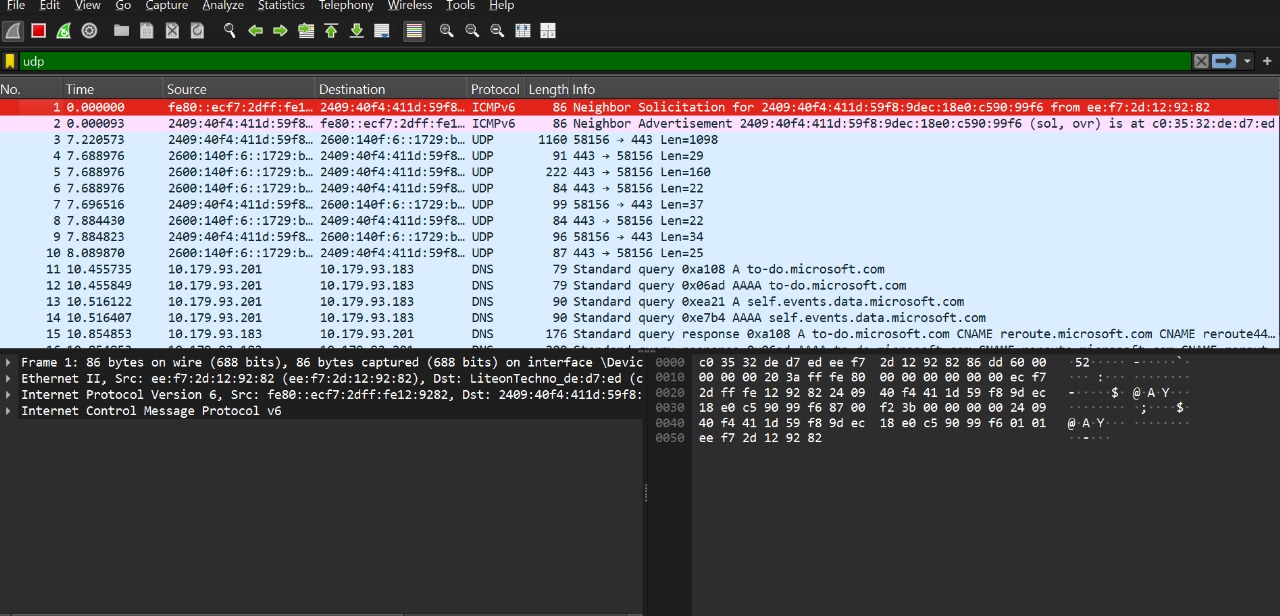 File Edit View Go Capture Analyze Statistics Telephony Wireless Tools Help
udp
No. Time Source Destination Protocol Length Info
1 0.000000 fe80::ecf7:2dff:fe1… 2409:40f4:411d:59f8… ICMPv6 86 Neighbor Solicitation for 2409:40f4:411d:59f8:9dec:18e0:c590:99f6 from ee:f7:2d:12:92:82
2 0.000093 2409:40f4:411d:59f8… fe80::ecf7:2dff:fe1… ICMPv6 86 Neighbor Advertisement 2409:40f4:411d:59f8:9dec:18e0:c590:99f6 (sol, ovr) is at c0:35:32:de:d7:ed
3 7.220573 2409:40f4:411d:59f8… 2600:140f:6::1729:b… UDP 1160 58156 → 443 Len=1098
4 7.688976 2600:140f:6::1729:b… 2409:40f4:411d:59f8… UDP 91 443 → 58156 Len=29
5 7.688976 2600:140f:6::1729:b… 2409:40f4:411d:59f8… UDP 222 443 → 58156 Len=160
6 7.688976 2600:140f:6::1729:b… 2409:40f4:411d:59f8… UDP 84 443 → 58156 Len=22
7 7.696516 2409:40f4:411d:59f8… 2600:140f:6::1729:b… UDP 99 58156 → 443 Len=37
8 7.884430 2600:140f:6::1729:b… 2409:40f4:411d:59f8… UDP 84 443 → 58156 Len=22
9 7.884823 2409:40f4:411d:59f8… 2600:140f:6::1729:b… UDP 96 58156 → 443 Len=34
10 8.089870 2600:140f:6::1729:b… 2409:40f4:411d:59f8… UDP 87 443 → 58156 Len=25
11 10.455735 10.179.93.201 10.179.93.183 DNS 79 Standard query 0xa108 A to-do.microsoft.com
12 10.455849 10.179.93.201 10.179.93.183 DNS 79 Standard query 0x06ad AAAA to-do.microsoft.com
13 10.516122 10.179.93.201 10.179.93.183 DNS 90 Standard query 0xea21 A self.events.data.microsoft.com
14 10.516407 10.179.93.201 10.179.93.183 DNS 90 Standard query 0xe7b4 AAAA self.events.data.microsoft.com
15 10.854853 10.179.93.183 10.179.93.201 DNS 176 Standard query response 0xa108 A to-do.microsoft.com CNAME reroute.microsoft.com CNAME reroute44…
Frame 1: 86 bytes on wire (688 bits), 86 bytes captured (688 bits) on interface \Devic
Ethernet II, Src: ee:f7:2d:12:92:82 (ee:f7:2d:12:92:82), Dst: LiteonTechno_de:d7:ed (c
Internet Protocol Version 6, Src: fe80::ecf7:2dff:fe12:9282, Dst: 2409:40f4:411d:59f8:
Internet Control Message Protocol v6
0000 c0 35 32 de d7 ed ee f7 2d 12 92 82 86 dd 60 00 ·52····· -·····`·
0010 00 00 00 20 3a ff fe 80 00 00 00 00 00 00 ec f7 ··· :··· ········
0020 2d ff fe 12 92 82 24 09 40 f4 41 1d 59 f8 9d ec -·····$· @·A·Y···
0030 18 e0 c5 90 99 f6 87 00 f2 3b 00 00 00 00 24 09 ········ ·;····$·
0040 40 f4 41 1d 59 f8 9d ec 18 e0 c5 90 99 f6 01 01 @·A·Y··· ········
0050 ee f7 2d 12 92 82 ··-···